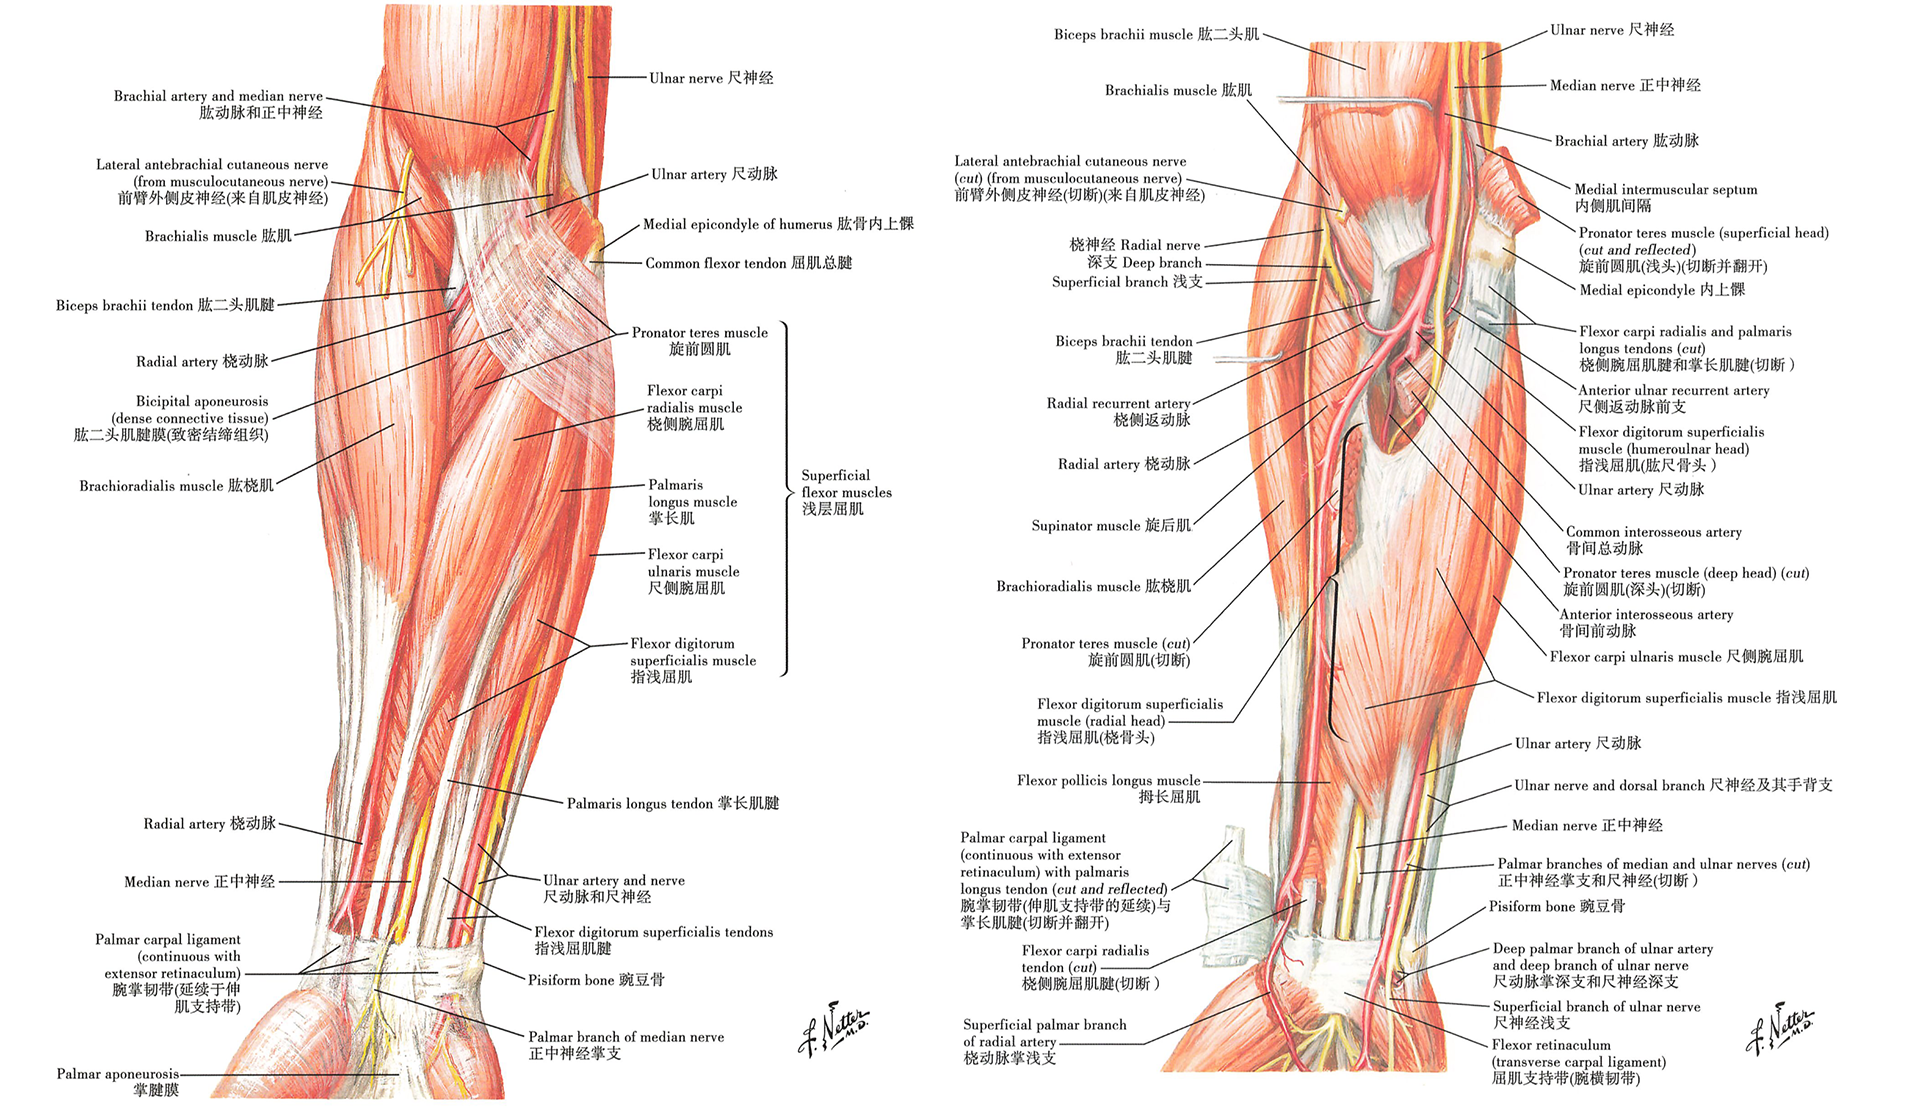 Ulnar nerve 尺神经
Brachial artery and median nerve
肱动脉和正中神经
Lateral antebrachial cutaneous nerve
(from musculocutaneous nerve)
前臂外侧皮神经(来自肌皮神经)
Ulnar artery 尺动脉
Brachialis muscle 肱肌
Medial epicondyle of humerus 肱骨内上髁
Common flexor tendon 屈肌总腱
Biceps brachii tendon 肱二头肌腱
Radial artery 桡动脉
Pronator teres muscle
旋前圆肌
Bicipital aponeurosis
(dense connective tissue)
肱二头肌腱膜(致密结缔组织)
Flexor carpi
radialis muscle
桡侧腕屈肌
Brachioradialis muscle 肱桡肌
Palmaris
longus muscle
掌长肌
Superficial
flexor muscles
浅层屈肌
Flexor carpi
ulnaris muscle
尺侧腕屈肌
Flexor digitorum
superficialis muscle
指浅屈肌
Palmaris longus tendon 掌长肌腱
Radial artery 桡动脉
Median nerve 正中神经
Ulnar artery and nerve
尺动脉和尺神经
Flexor digitorum superficialis tendons
指浅屈肌腱
Palmar carpal ligament
(continuous with
extensor retinaculum)
腕掌韧带(延续于伸
肌支持带)
Pisiform bone 豌豆骨
Palmar branch of median nerve
正中神经掌支
Palmar aponeurosis
掌腱膜
F. Netter
M.D.
Biceps brachii muscle 肱二头肌
Brachialis muscle 肱肌
Lateral antebrachial cutaneous nerve
(cut) (from musculocutaneous nerve)
前臂外侧皮神经(切断)(来自肌皮神经)
桡神经 Radial nerve
深支 Deep branch
Superficial branch 浅支
Biceps brachii tendon
肱二头肌腱
Radial recurrent artery
桡侧返动脉
Radial artery 桡动脉
Supinator muscle 旋后肌
Brachioradialis muscle 肱桡肌
Pronator teres muscle (cut)
旋前圆肌(切断)
Flexor digitorum superficialis
muscle (radial head)
指浅屈肌(桡骨头)
Flexor pollicis longus muscle
拇长屈肌
Palmar carpal ligament
(continuous with extensor
retinaculum) with palmaris
longus tendon (cut and reflected)
腕掌韧带(伸肌支持带的延续)与
掌长肌腱(切断并翻开)
Flexor carpi radialis
tendon (cut)
桡侧腕屈肌腱(切断)
Superficial palmar branch
of radial artery
桡动脉掌浅支
Ulnar nerve 尺神经
Median nerve 正中神经
Brachial artery 肱动脉
Medial intermuscular septum
内侧肌间隔
Pronator teres muscle (superficial head)
(cut and reflected)
旋前圆肌(浅头)(切断并翻开)
Medial epicondyle 内上髁
Flexor carpi radialis and palmaris
longus tendons (cut)
桡侧腕屈肌腱和掌长肌腱(切断)
Anterior ulnar recurrent artery
尺侧返动脉前支
Flexor digitorum superficialis
muscle (humeroulnar head)
指浅屈肌(肱尺骨头)
Ulnar artery 尺动脉
Common interosseous artery
骨间总动脉
Pronator teres muscle (deep head) (cut)
旋前圆肌(深头)(切断)
Anterior interosseous artery
骨间前动脉
Flexor carpi ulnaris muscle 尺侧腕屈肌
Flexor digitorum superficialis muscle 指浅屈肌
Ulnar artery 尺动脉
Ulnar nerve and dorsal branch 尺神经及其手背支
Median nerve 正中神经
Palmar branches of median and ulnar nerves (cut)
正中神经掌支和尺神经(切断)
Pisiform bone 豌豆骨
Deep palmar branch of ulnar artery
and deep branch of ulnar nerve
尺动脉掌深支和尺神经深支
Superficial branch of ulnar nerve
尺神经浅支
Flexor retinaculum
(transverse carpal ligament)
屈肌支持带(腕横韧带)
F. Netter
M.D.